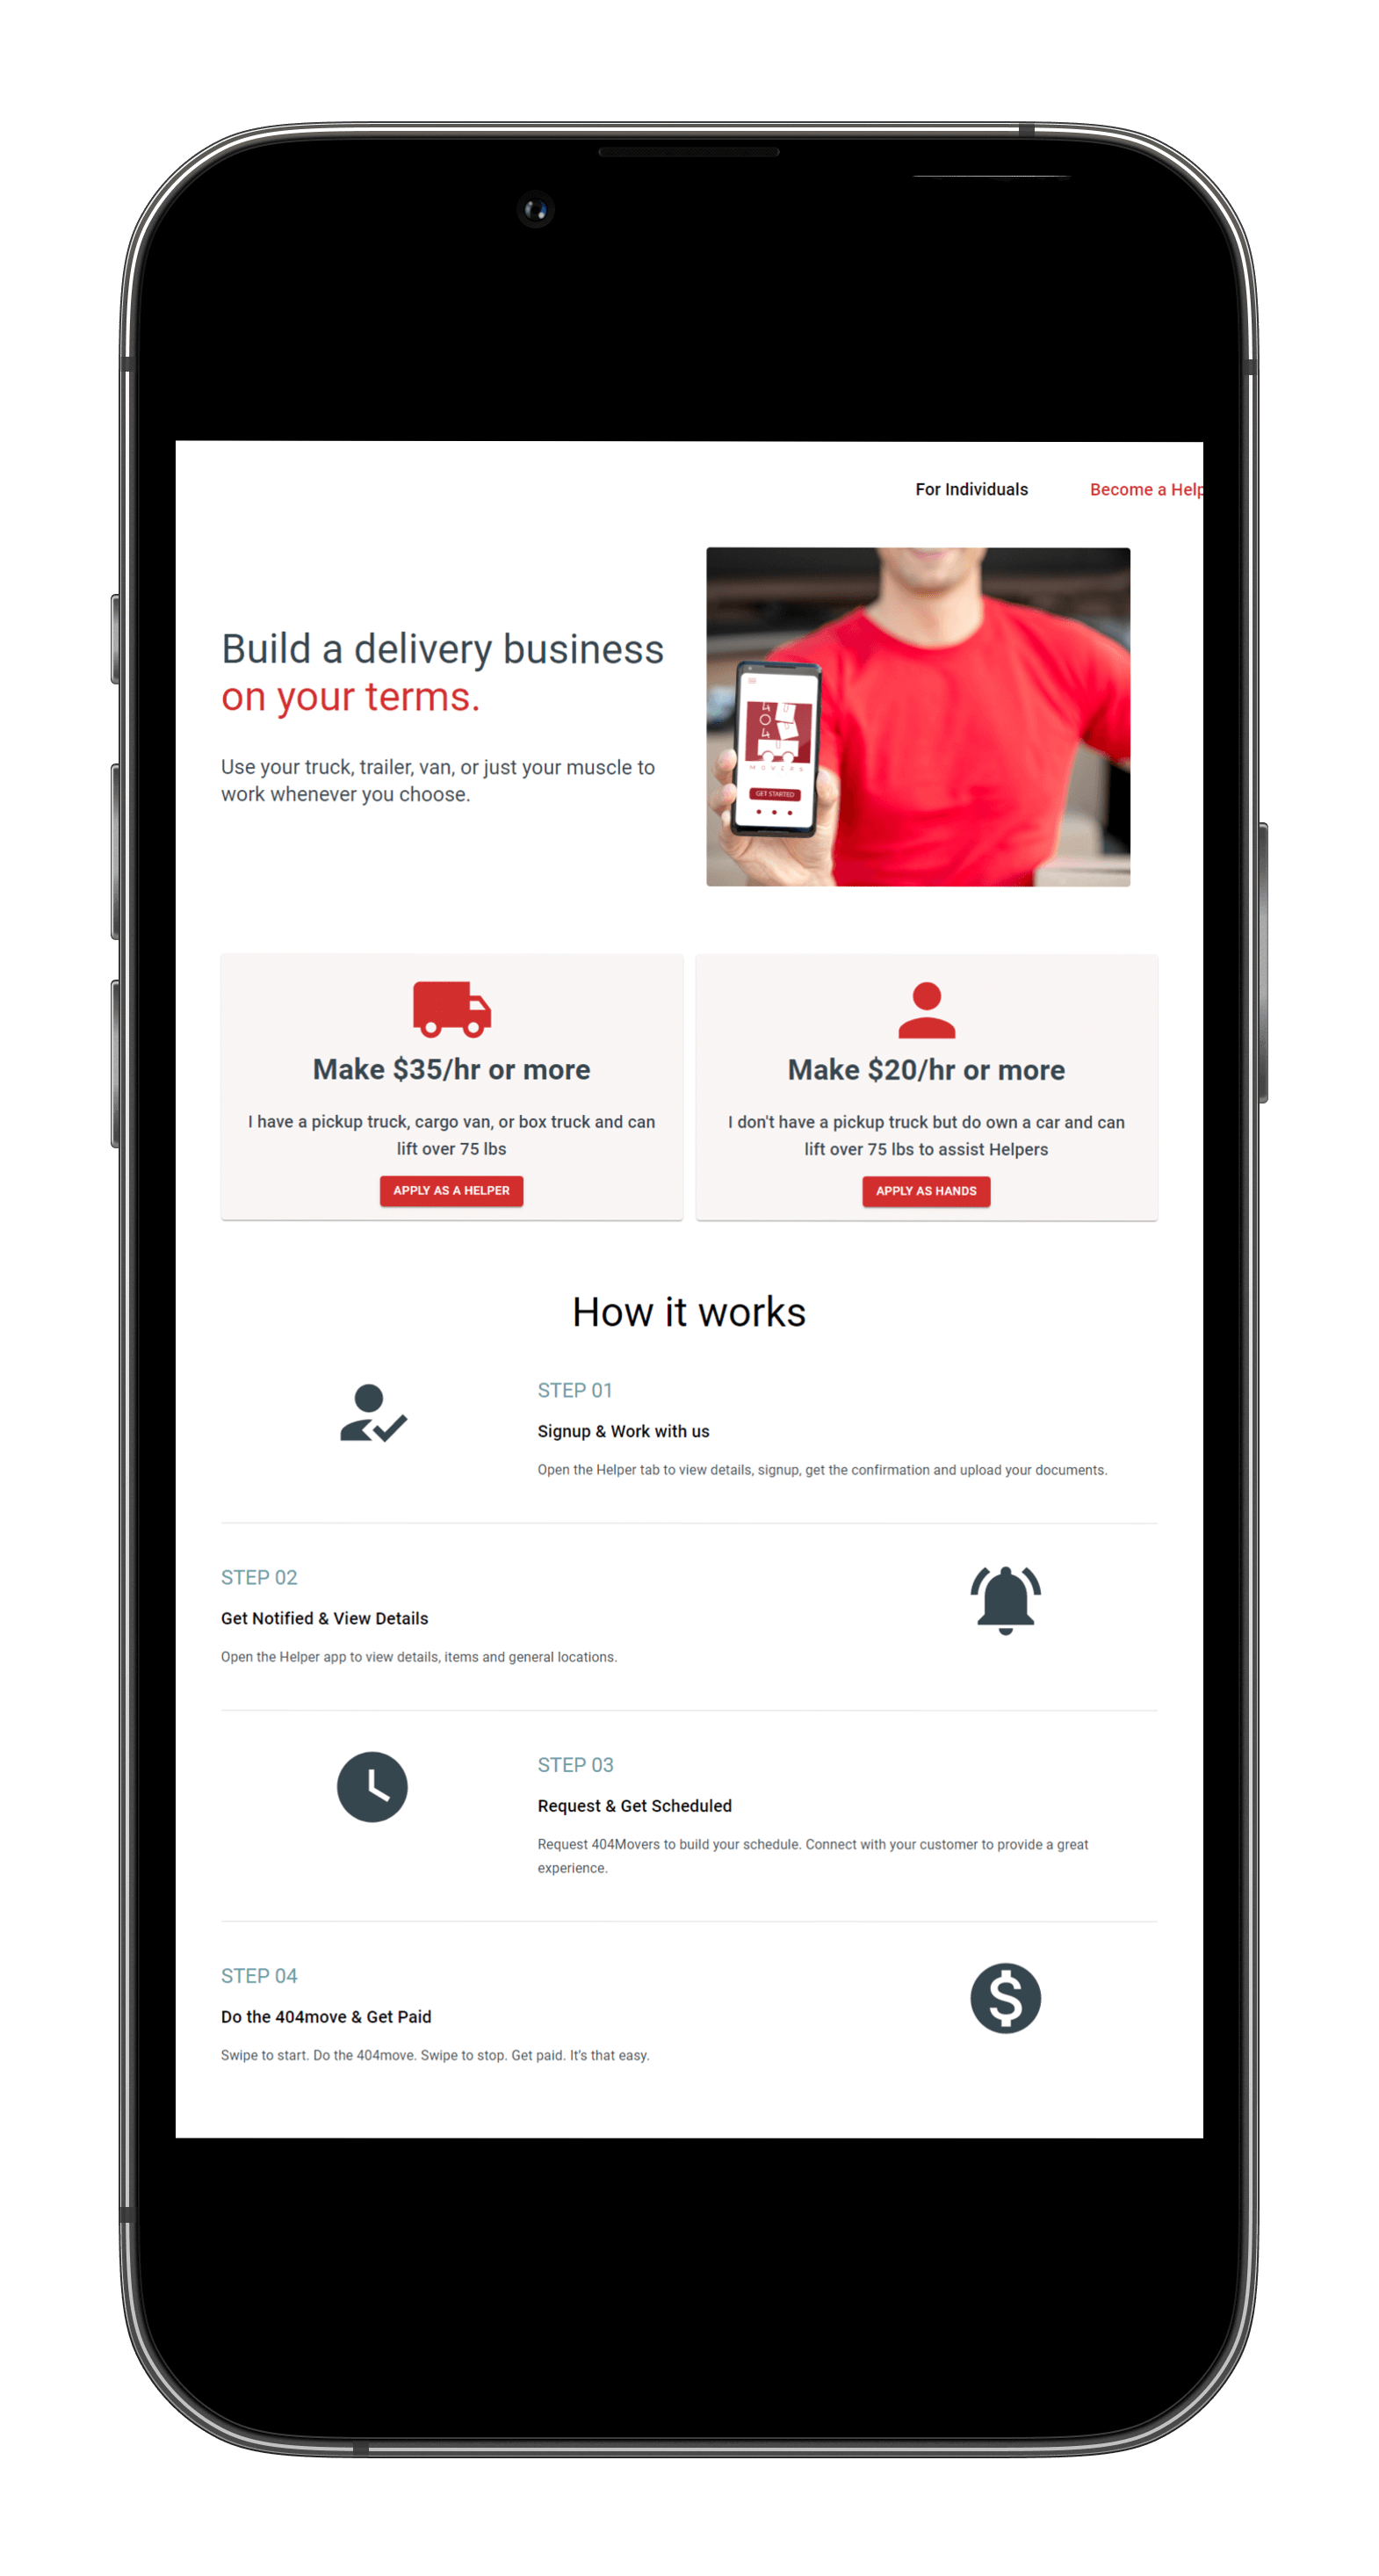 For Individuals
Become a Help
Build a delivery business
on your terms.
Use your truck, trailer, van, or just your muscle to
work whenever you choose.
404
MOVERS
GET STARTED
Make $35/hr or more
I have a pickup truck, cargo van, or box truck and can
lift over 75 lbs
APPLY AS A HELPER
Make $20/hr or more
I don't have a pickup truck but do own a car and can
lift over 75 lbs to assist Helpers
APPLY AS HANDS
How it works
STEP 01
Signup & Work with us
Open the Helper tab to view details, signup, get the confirmation and upload your documents.
STEP 02
Get Notified & View Details
Open the Helper app to view details, items and general locations.
STEP 03
Request & Get Scheduled
Request 404Movers to build your schedule. Connect with your customer to provide a great
experience.
STEP 04
Do the 404move & Get Paid
Swipe to start. Do the 404move. Swipe to stop. Get paid. It's that easy.